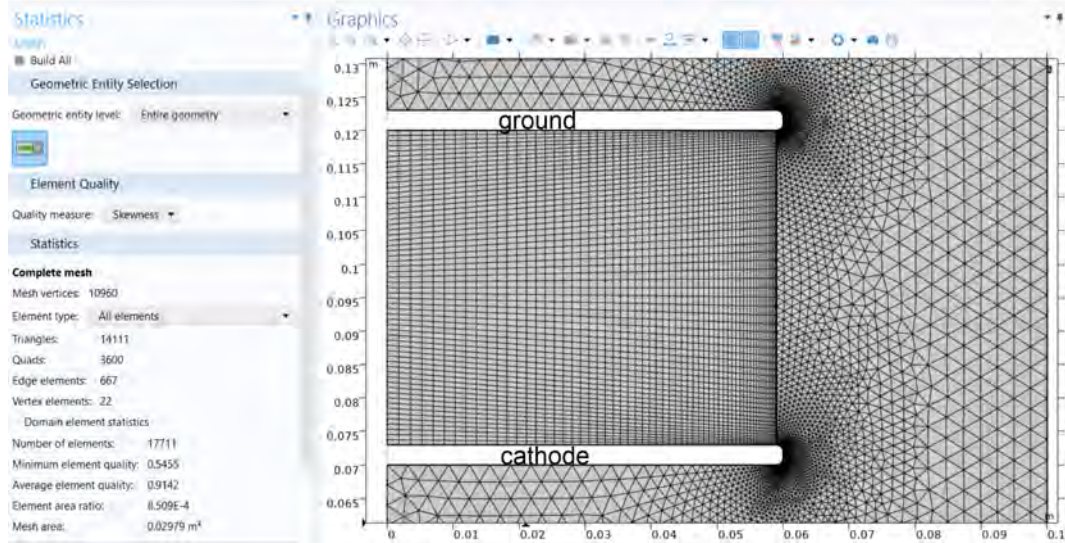 Statistics
Mesh
Build All
Geometric Entity Selection
Geometric entity level: Entire geometry
Element Quality
Quality measure: Skewness
Statistics
Complete mesh
Mesh vertices: 10960
Element type: All elements
Triangles: 14111
Quads: 3600
Edge elements: 667
Vertex elements: 22
Domain element statistics
Number of elements: 17711
Minimum element quality: 0.5455
Average element quality: 0.9142
Element area ratio: 8.509E-4
Mesh area: 0.02979 m²
Graphics
0.13 m
0.125
ground
0.12
0.115
0.11
0.105
0.1
0.095
0.09
0.085
0.08
0.075
cathode
0.07
0.065
m
0 0.01 0.02 0.03 0.04 0.05 0.06 0.07 0.08 0.09 0.1